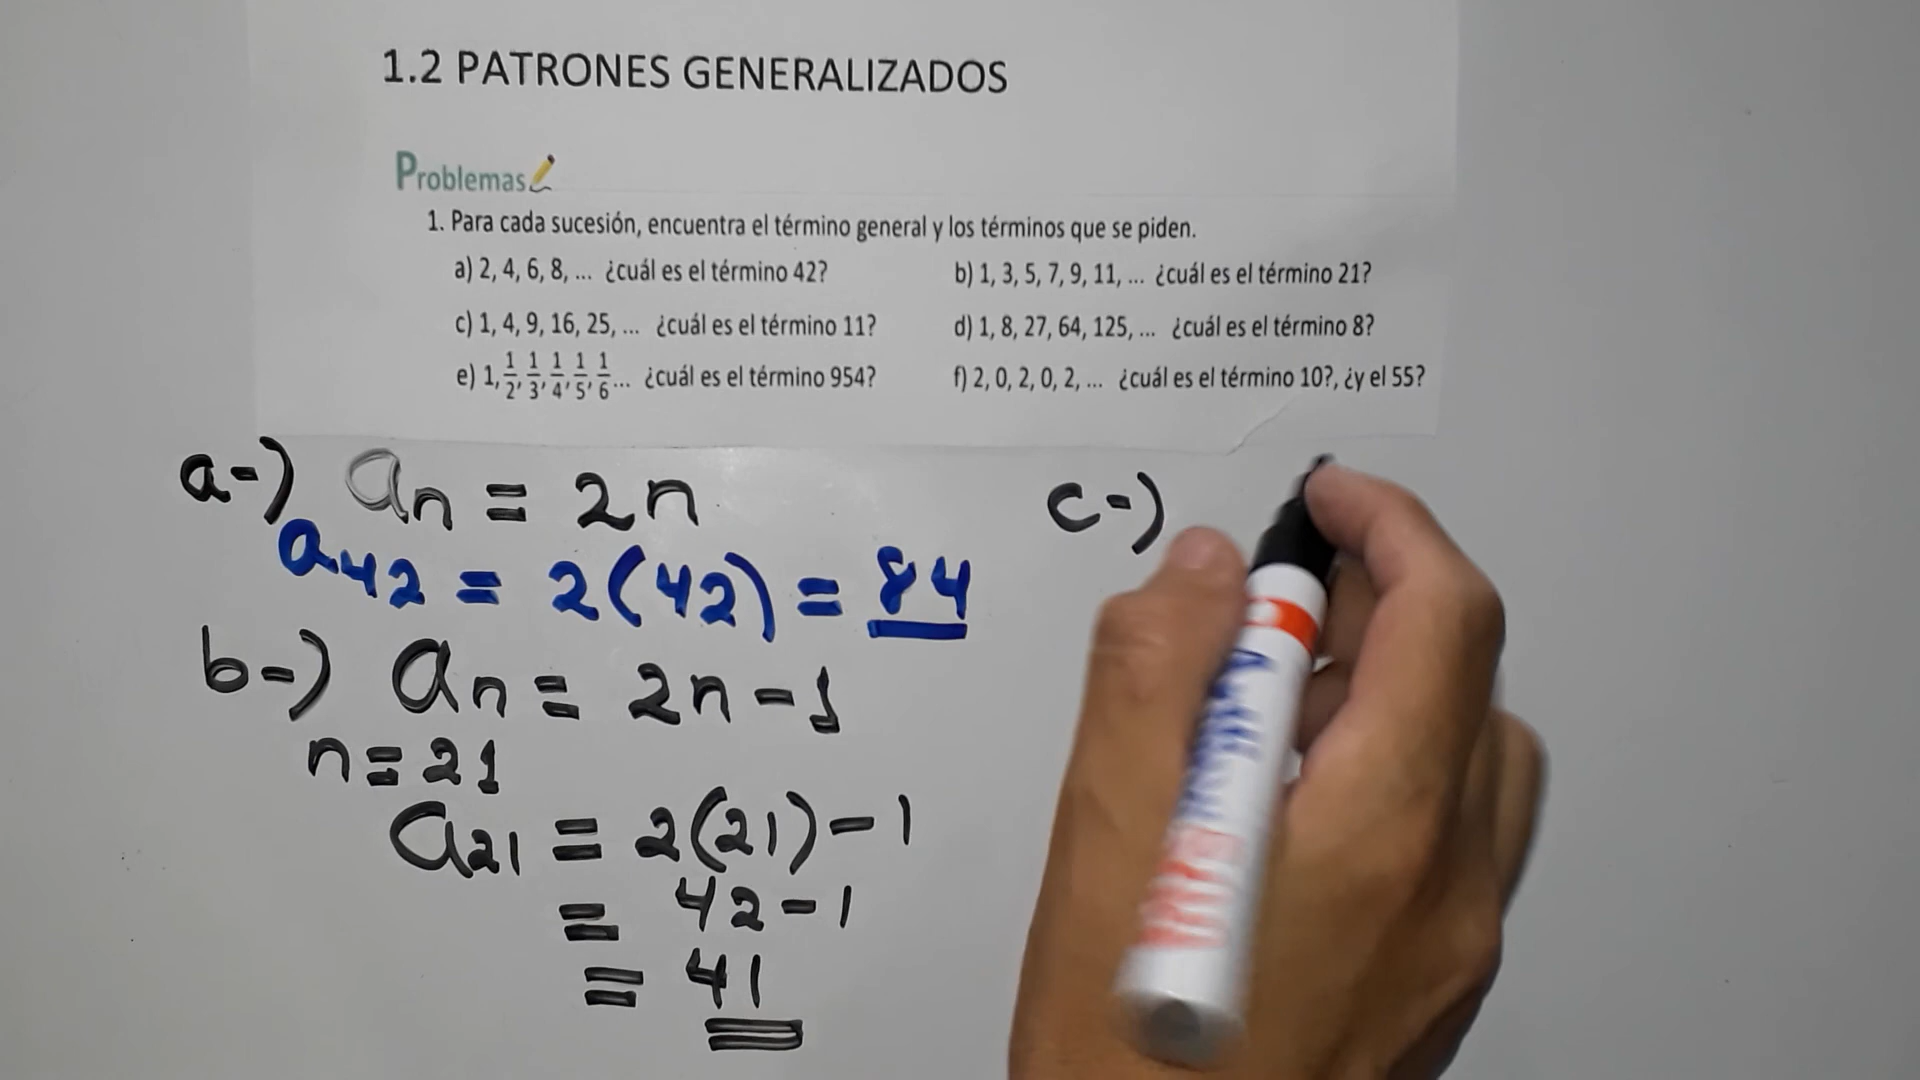 1.2 PATRONES GENERALIZADOS
Problemas
1. Para cada sucesión, encuentra el término general y los términos que se piden.
a) 2, 4, 6, 8, ... ¿cuál es el término 42?
b) 1, 3, 5, 7, 9, 11, ... ¿cuál es el término 21?
c) 1, 4, 9, 16, 25, ... ¿cuál es el término 11?
d) 1, 8, 27, 64, 125, ... ¿cuál es el término 8?
e) 1, 1/2, 1/3, 1/4, 1/5, 1/6 ... ¿cuál es el término 954?
f) 2, 0, 2, 0, 2, ... ¿cuál es el término 10?, ¿y el 55?
a-) an = 2n
a42 = 2(42) = 84
b-) an = 2n - 1
n = 21
a21 = 2(21) - 1
= 42 - 1
= 41
c-)